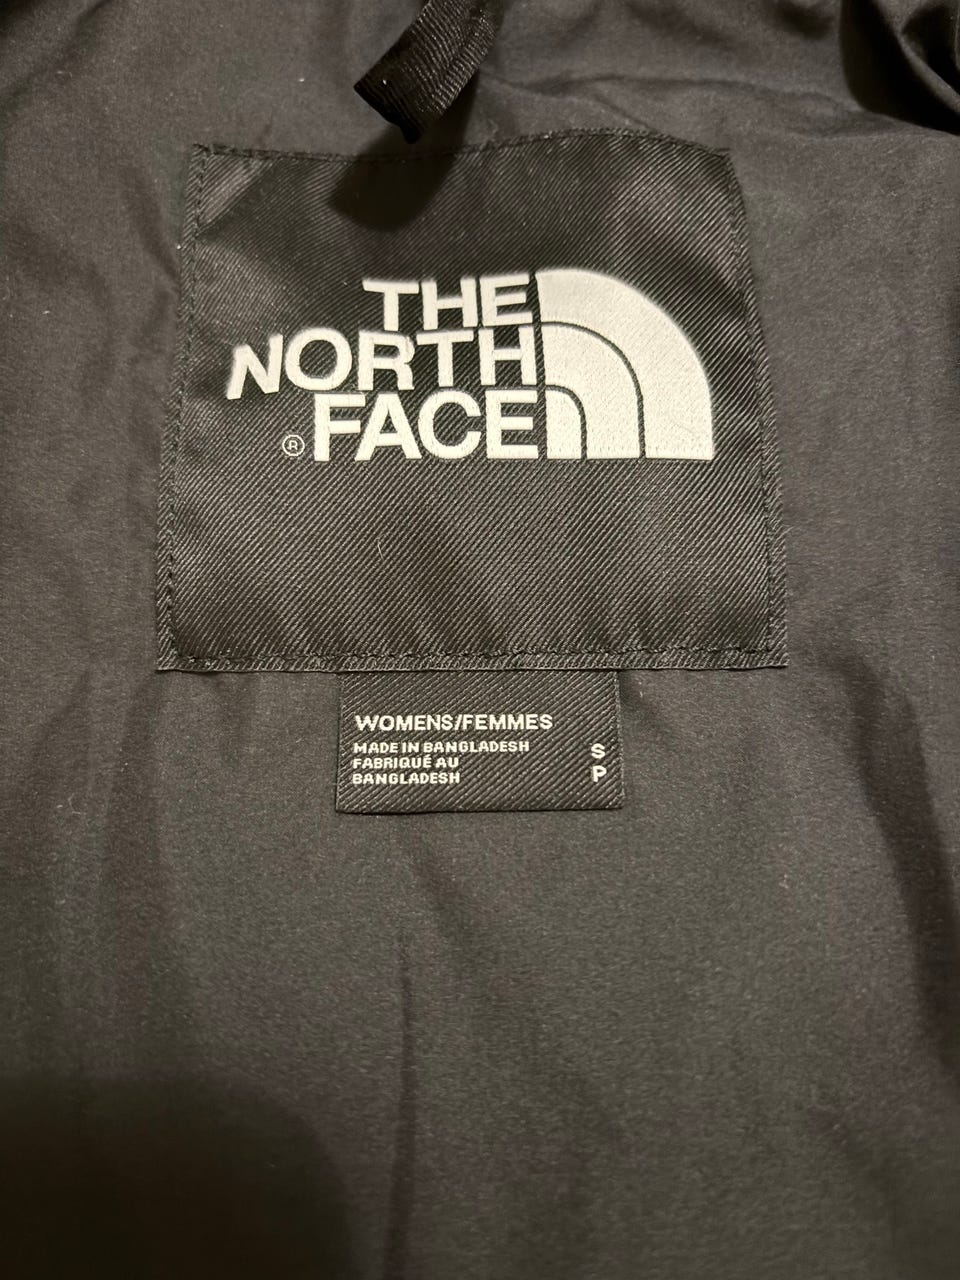 THE
NORTH
® FACE
WOMENS/FEMMES
MADE IN BANGLADESH S
FABRIQUÉ AU P
BANGLADESH